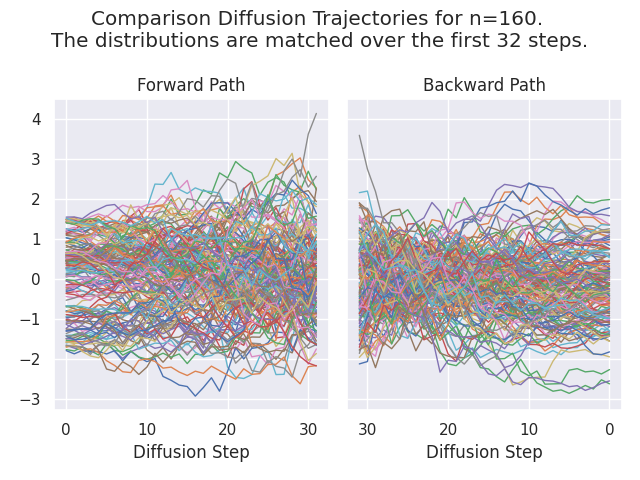 Comparison Diffusion Trajectories for n=160.
The distributions are matched over the first 32 steps.
Forward Path
Backward Path
4
3
2
1
0
−1
−2
−3
0 10 20 30
30 20 10 0
Diffusion Step
Diffusion Step